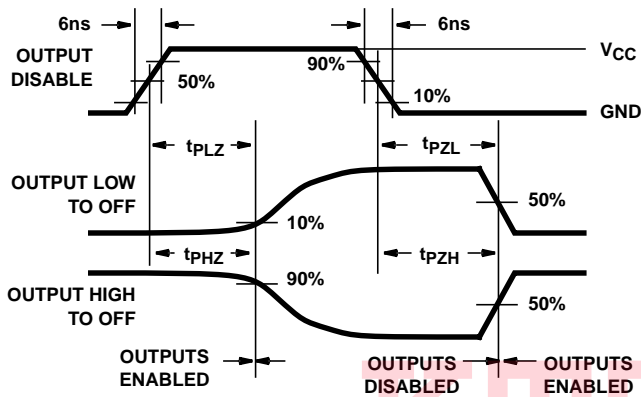 6ns
6ns
OUTPUT
DISABLE
50%
90%
10%
VCC
GND
tPLZ
tPZL
OUTPUT LOW
TO OFF
10%
50%
tPHZ
tPZH
OUTPUT HIGH
TO OFF
90%
50%
OUTPUTS
ENABLED
OUTPUTS
DISABLED
OUTPUTS
ENABLED